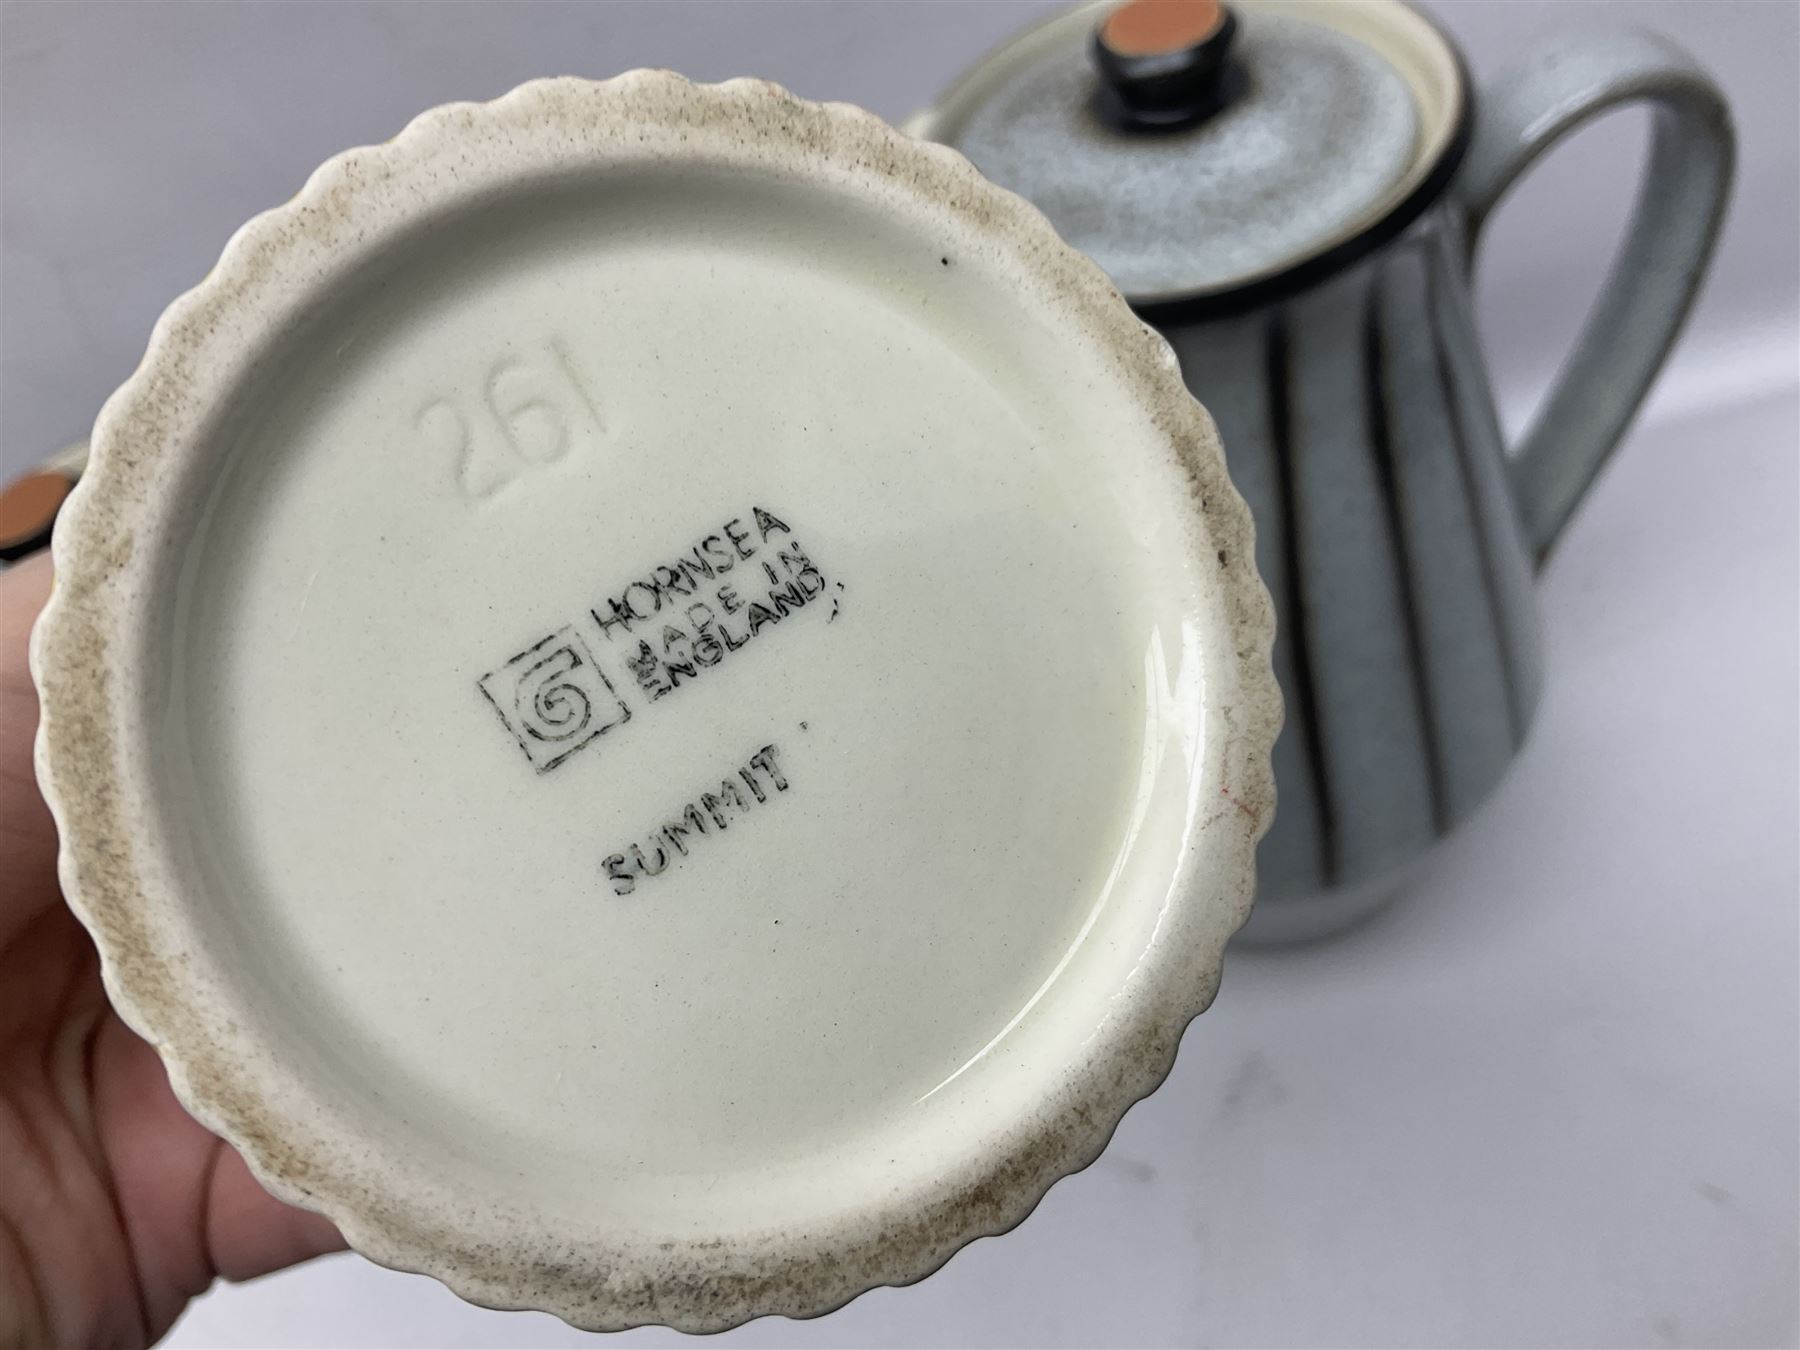 261
HORNSEA
MADE IN
ENGLAND
SUMMIT